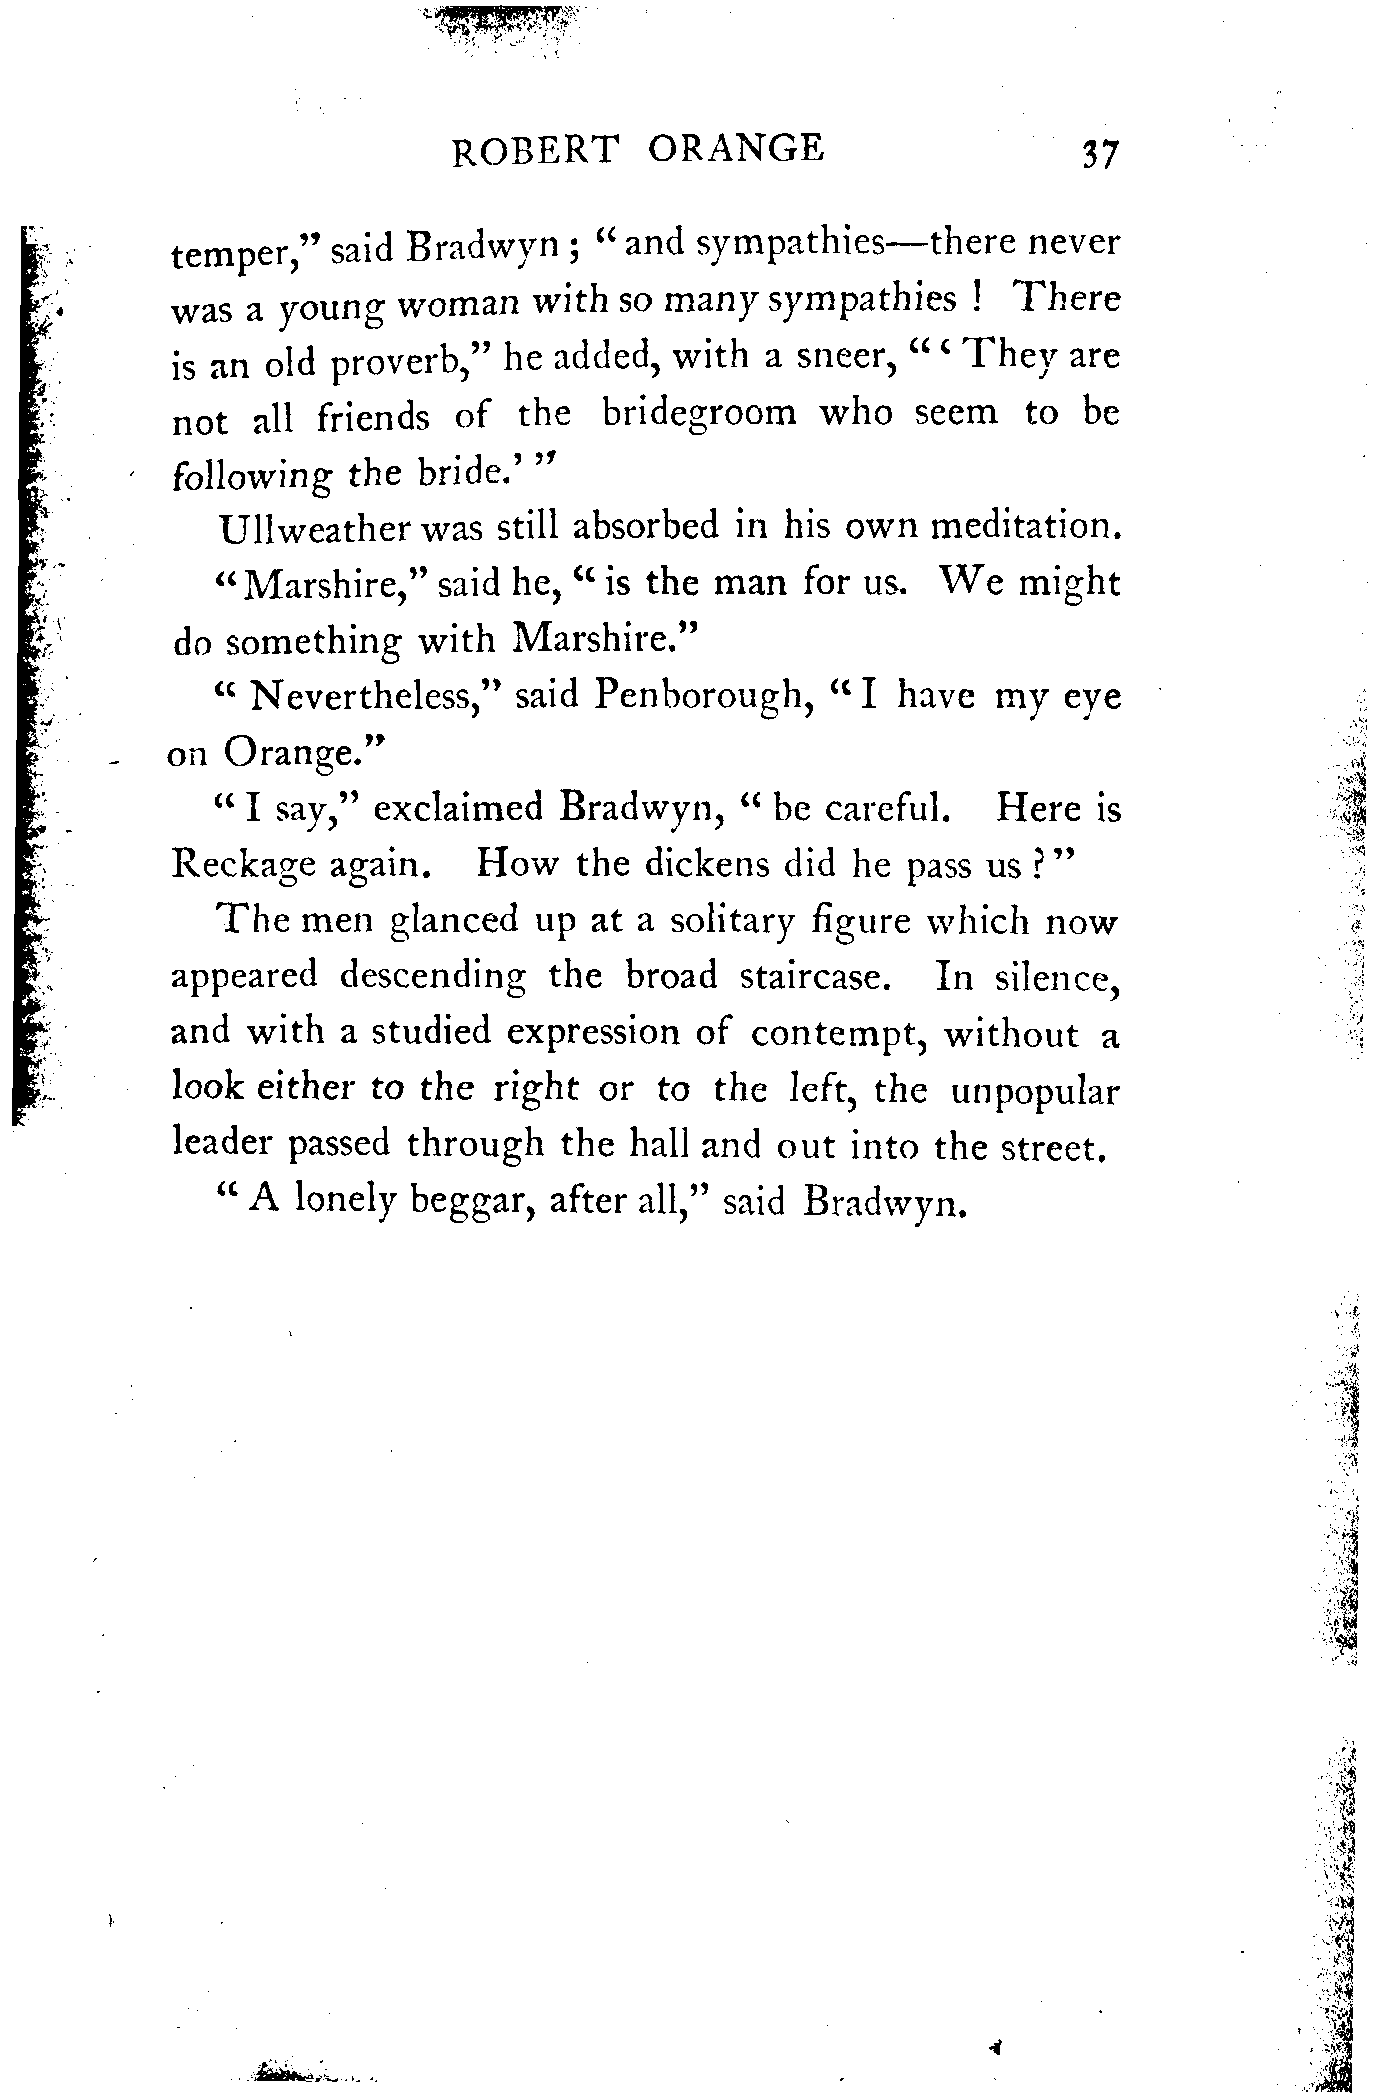 ROBERT ORANGE 37
temper,” said Bradwyn ; “ and sympathies—there never
was a young woman with so many sympathies ! There
is an old proverb,” he added, with a sneer, “ ‘ They are
not all friends of the bridegroom who seem to be
following the bride.’ ”
Ullweather was still absorbed in his own meditation.
“Marshire,” said he, “ is the man for us. We might
do something with Marshire.”
“ Nevertheless,” said Penborough, “ I have my eye
on Orange.”
“ I say,” exclaimed Bradwyn, “ be careful. Here is
Reckage again. How the dickens did he pass us ? ”
The men glanced up at a solitary figure which now
appeared descending the broad staircase. In silence,
and with a studied expression of contempt, without a
look either to the right or to the left, the unpopular
leader passed through the hall and out into the street.
“ A lonely beggar, after all,” said Bradwyn.